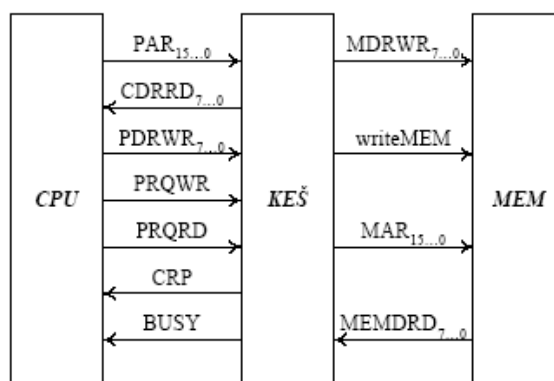 PAR15...0 MDRWR7...0
CDRRD7...0
PDRWR7...0 writeMEM
CPU PRQWR KEŠ MEM
PRQRD MAR15...0
CRP
BUSY MEMDRD7...0